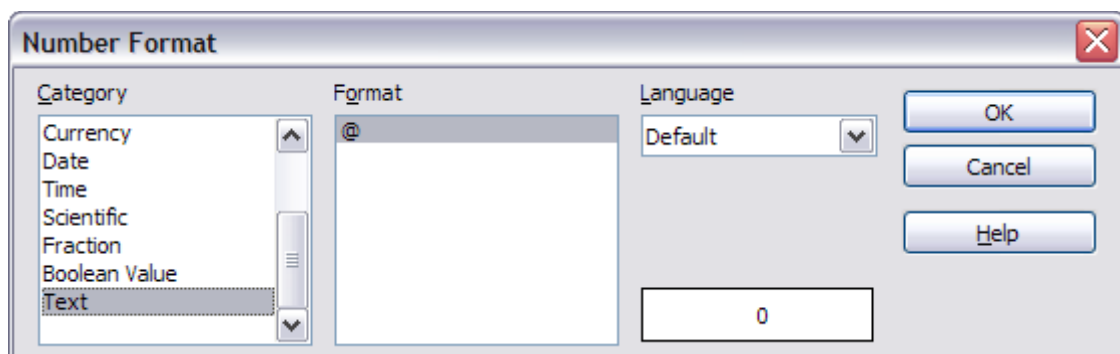 Number Format
Category
Currency
Date
Time
Scientific
Fraction
Boolean Value
Text
Format
@
Language
Default
0
OK
Cancel
Help